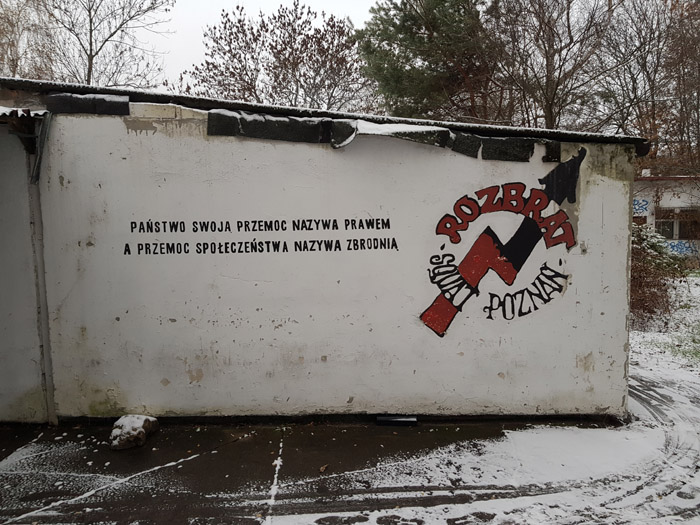 PAŃSTWO SWOJĄ PRZEMOC NAZYWA PRAWEM
A PRZEMOC SPOŁECZEŃSTWA NAZYWA ZBRODNIĄ
ROZBRAT
SQUAT POZNAŃ